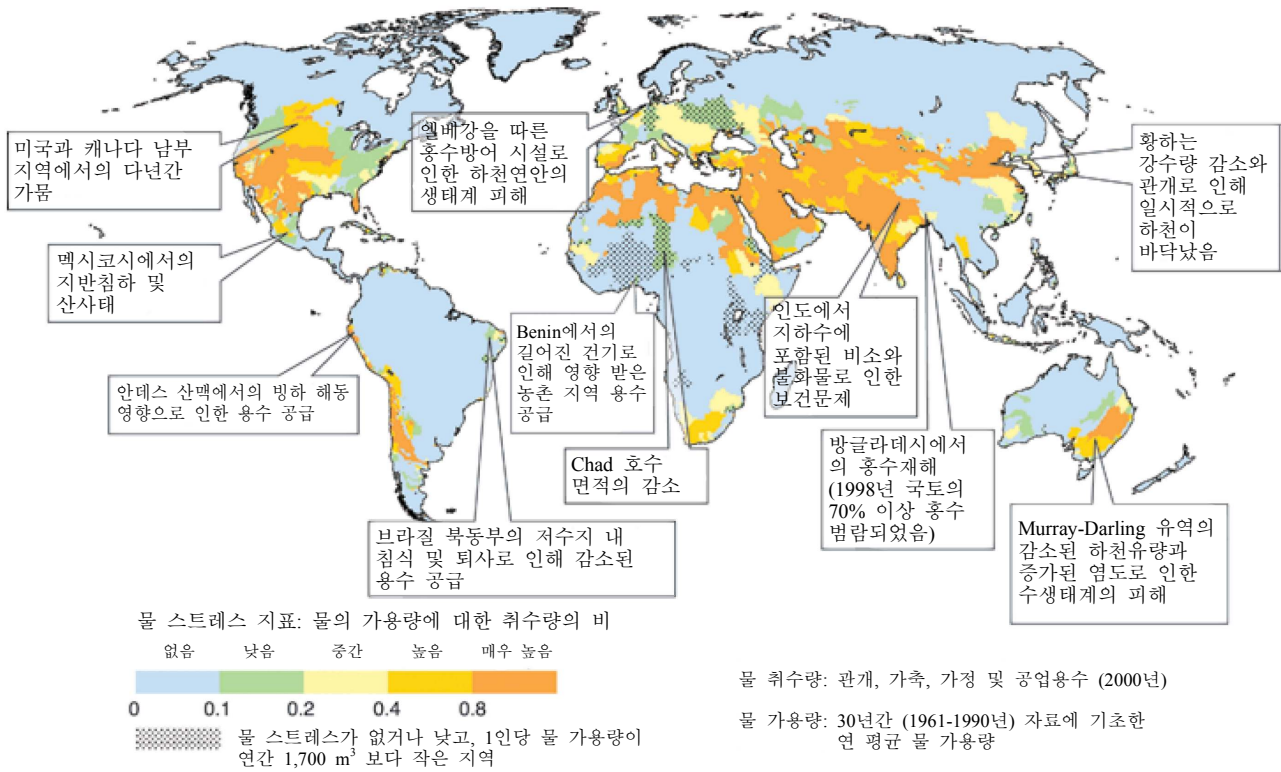 미국과 캐나다 남부
지역에서의 다년간
가뭄
엘배강을 따른
홍수방어 시설로
인한 하천연안의
생태계 피해
황하는
강수량 감소와
관개로 인해
일시적으로
하천이
바닥났음
멕시코시에서의
지반침하 및
산사태
안데스 산맥에서의 빙하 해동
영향으로 인한 용수 공급
Benin에서의
길어진 건기로
인해 영향 받은
농촌 지역 용수
공급
인도에서
지하수에
포함된 비소와
불화물로 인한
보건문제
Chad 호수
면적의 감소
방글라데시에서
의 홍수재해
(1998년 국토의
70% 이상 홍수
범람되었음)
브라질 북동부의 저수지 내
침식 및 퇴사로 인해 감소된
용수 공급
Murray-Darling 유역의
감소된 하천유량과
증가된 염도로 인한
수생태계의 피해
물 스트레스 지표: 물의 가용량에 대한 취수량의 비
없음 낮음 중간 높음 매우 높음
0 0.1 0.2 0.4 0.8
물 스트레스가 없거나 낮고, 1인당 물 가용량이
연간 1,700 m³ 보다 작은 지역
물 취수량: 관개, 가축, 가정 및 공업용수 (2000년)
물 가용량: 30년간 (1961-1990년) 자료에 기초한
연 평균 물 가용량